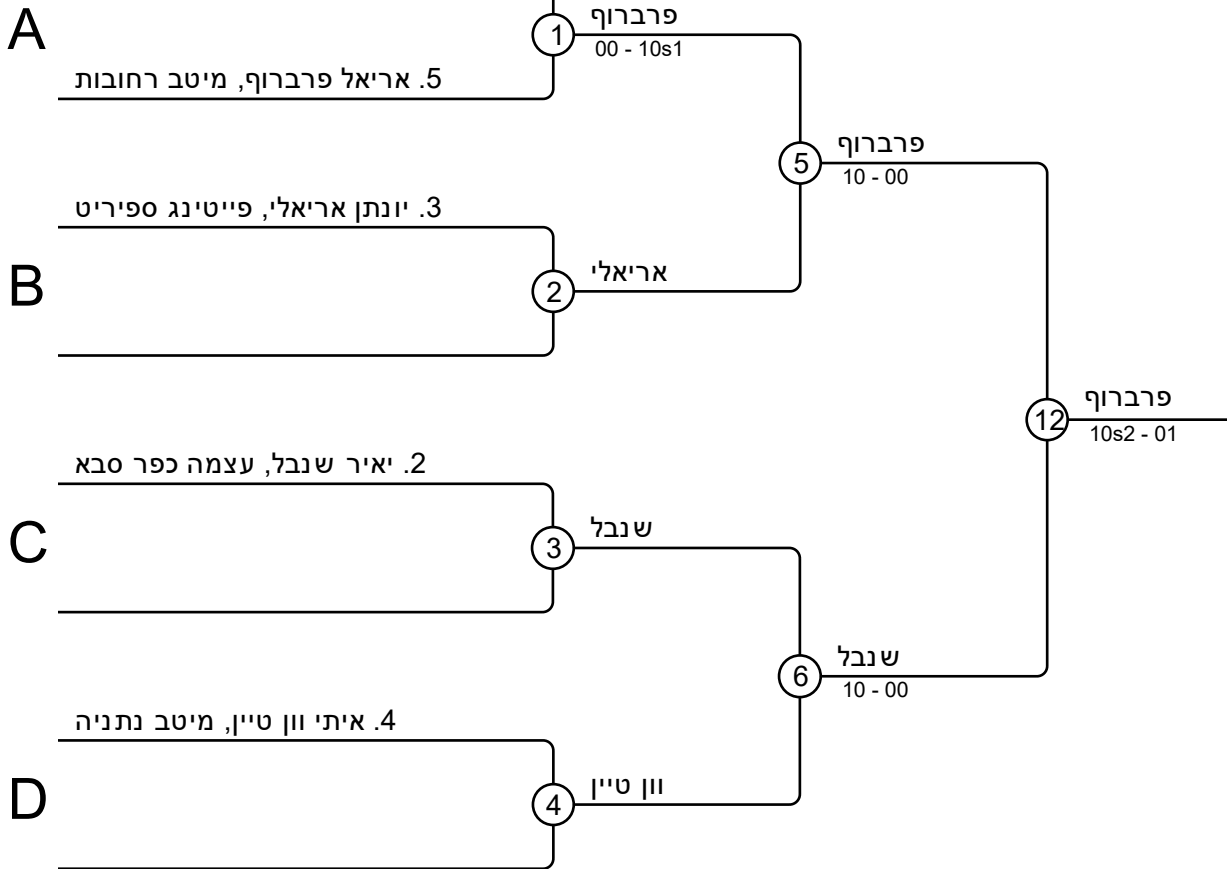 A
1
פרברוף
00 - 10s1
5. אריאל פרברוף, מיטב רחובות
5
פרברוף
10 - 00
3. יונתן אריאלי, פייטינג ספיריט
B
2
אריאלי
12
פרברוף
10s2 - 01
2. יאיר שנבל, עצמה כפר סבא
C
3
שנבל
6
שנבל
10 - 00
4. איתי וון טיין, מיטב נתניה
D
4
וון טיין